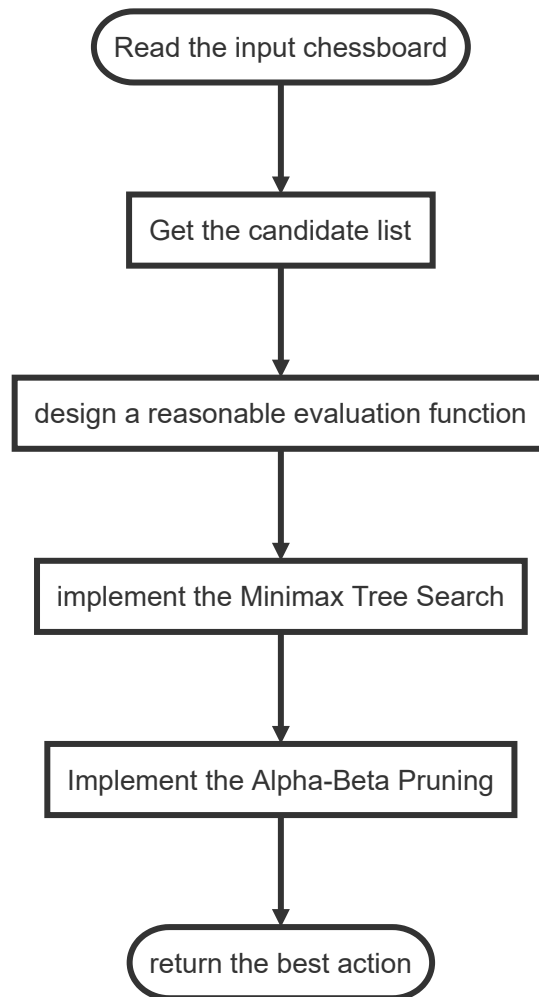 Read the input chessboard
Get the candidate list
design a reasonable evaluation function
implement the Minimax Tree Search
Implement the Alpha-Beta Pruning
return the best action